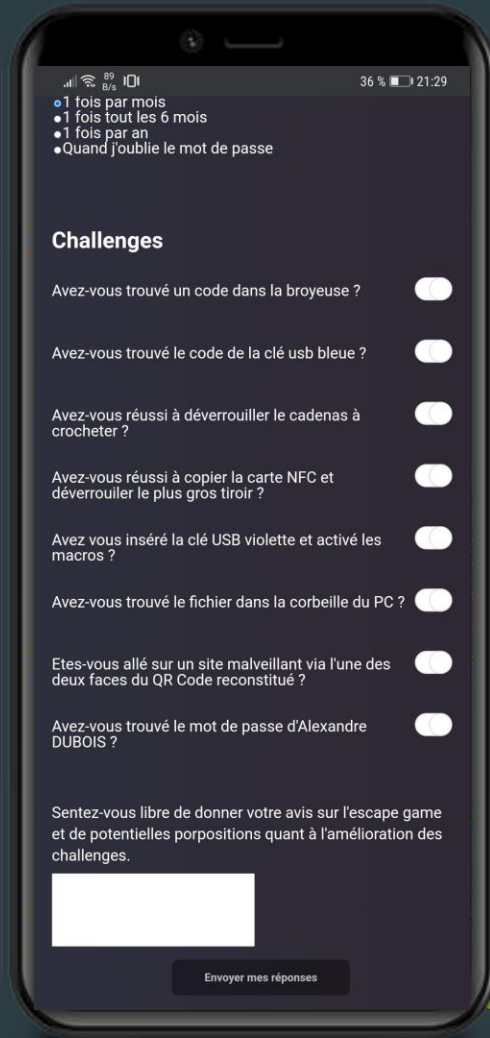 89 B/s 36 % 21:29
1 fois par mois
1 fois tout les 6 mois
1 fois par an
Quand j'oublie le mot de passe
Challenges
Avez-vous trouvé un code dans la broyeuse ?
Avez-vous trouvé le code de la clé usb bleue ?
Avez-vous réussi à déverrouiller le cadenas à
crocheter ?
Avez-vous réussi à copier la carte NFC et
déverrouiler le plus gros tiroir ?
Avez vous inséré la clé USB violette et activé les
macros ?
Avez-vous trouvé le fichier dans la corbeille du PC ?
Etes-vous allé sur un site malveillant via l'une des
deux faces du QR Code reconstitué ?
Avez-vous trouvé le mot de passe d'Alexandre
DUBOIS ?
Sentez-vous libre de donner votre avis sur l'escape game
et de potentielles porpositions quant à l'amélioration des
challenges.
Envoyer mes réponses